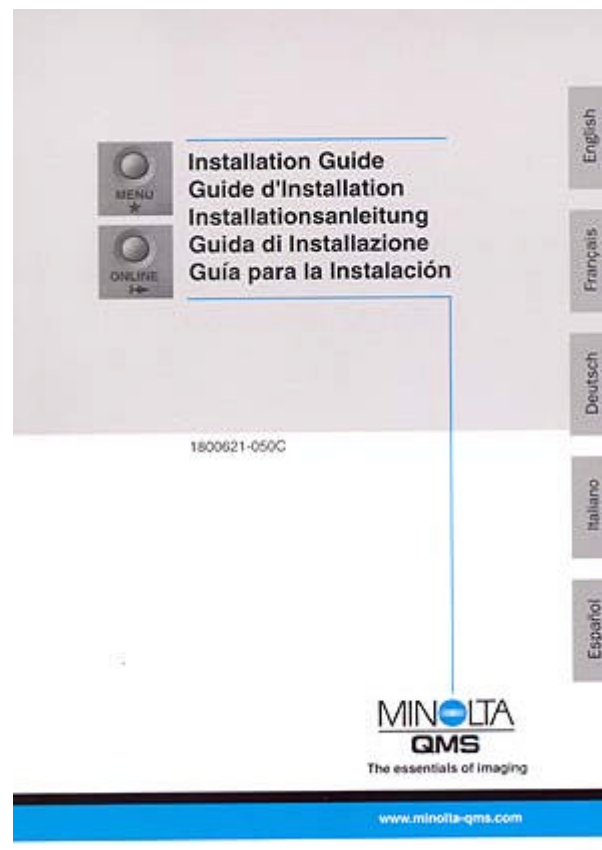 English
MENU
Installation Guide
Guide d'Installation
Installationsanleitung
Guida di Installazione
Guía para la Instalación
ONLINE
Français
Deutsch
1800621-050C
Italiano
Español
MINOLTA
QMS
The essentials of imaging
www.minolta-qms.com